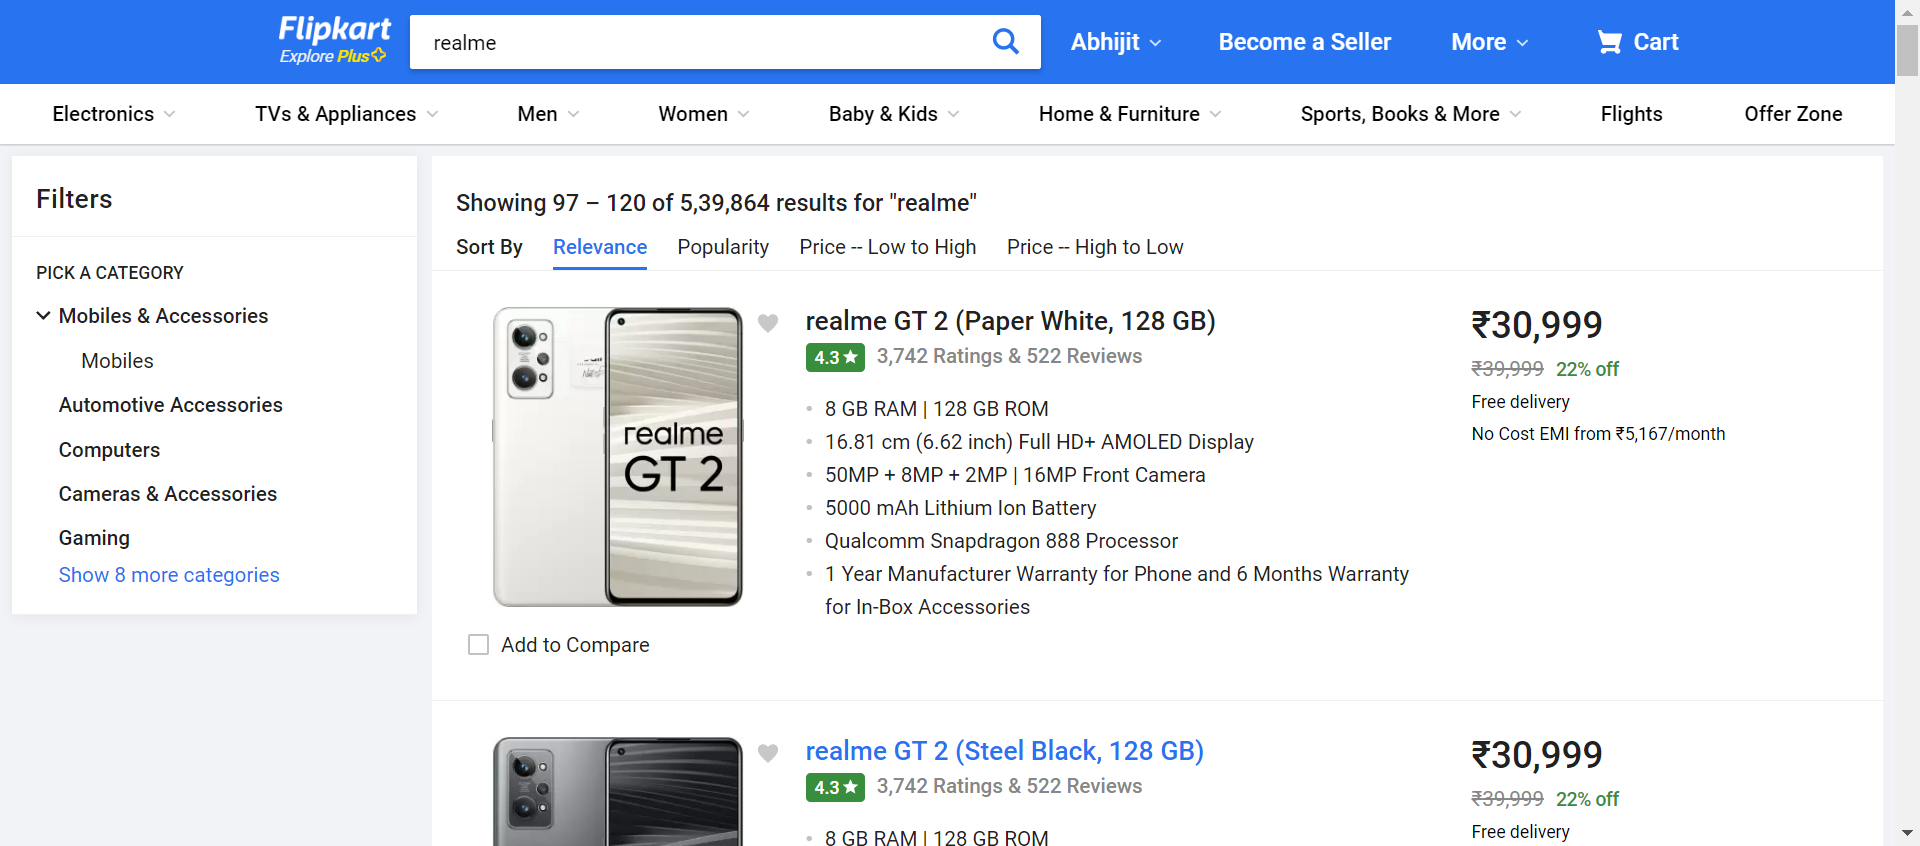 Flipkart
Explore Plus
realme
Abhijit
Become a Seller
More
Cart
Electronics
TVs & Appliances
Men
Women
Baby & Kids
Home & Furniture
Sports, Books & More
Flights
Offer Zone
Filters
PICK A CATEGORY
Mobiles & Accessories
Mobiles
Automotive Accessories
Computers
Cameras & Accessories
Gaming
Show 8 more categories
Showing 97 – 120 of 5,39,864 results for "realme"
Sort By
Relevance
Popularity
Price -- Low to High
Price -- High to Low
realme
GT 2
Add to Compare
realme GT 2 (Paper White, 128 GB)
4.3★ 3,742 Ratings & 522 Reviews
• 8 GB RAM | 128 GB ROM
• 16.81 cm (6.62 inch) Full HD+ AMOLED Display
• 50MP + 8MP + 2MP | 16MP Front Camera
• 5000 mAh Lithium Ion Battery
• Qualcomm Snapdragon 888 Processor
• 1 Year Manufacturer Warranty for Phone and 6 Months Warranty
for In-Box Accessories
₹30,999
₹39,999 22% off
Free delivery
No Cost EMI from ₹5,167/month
realme GT 2 (Steel Black, 128 GB)
4.3★ 3,742 Ratings & 522 Reviews
• 8 GB RAM | 128 GB ROM
₹30,999
₹39,999 22% off
Free delivery